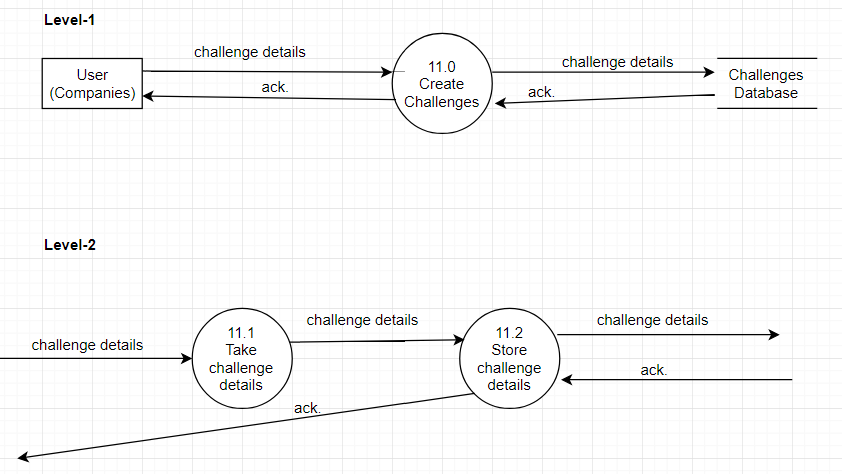 Level-1
challenge details
challenge details
11.0
Create
Challenges
User
(Companies)
ack.
ack.
Challenges
Database
Level-2
challenge details
challenge details
challenge details
11.1
Take
challenge
details
11.2
Store
challenge
details
ack.
ack.